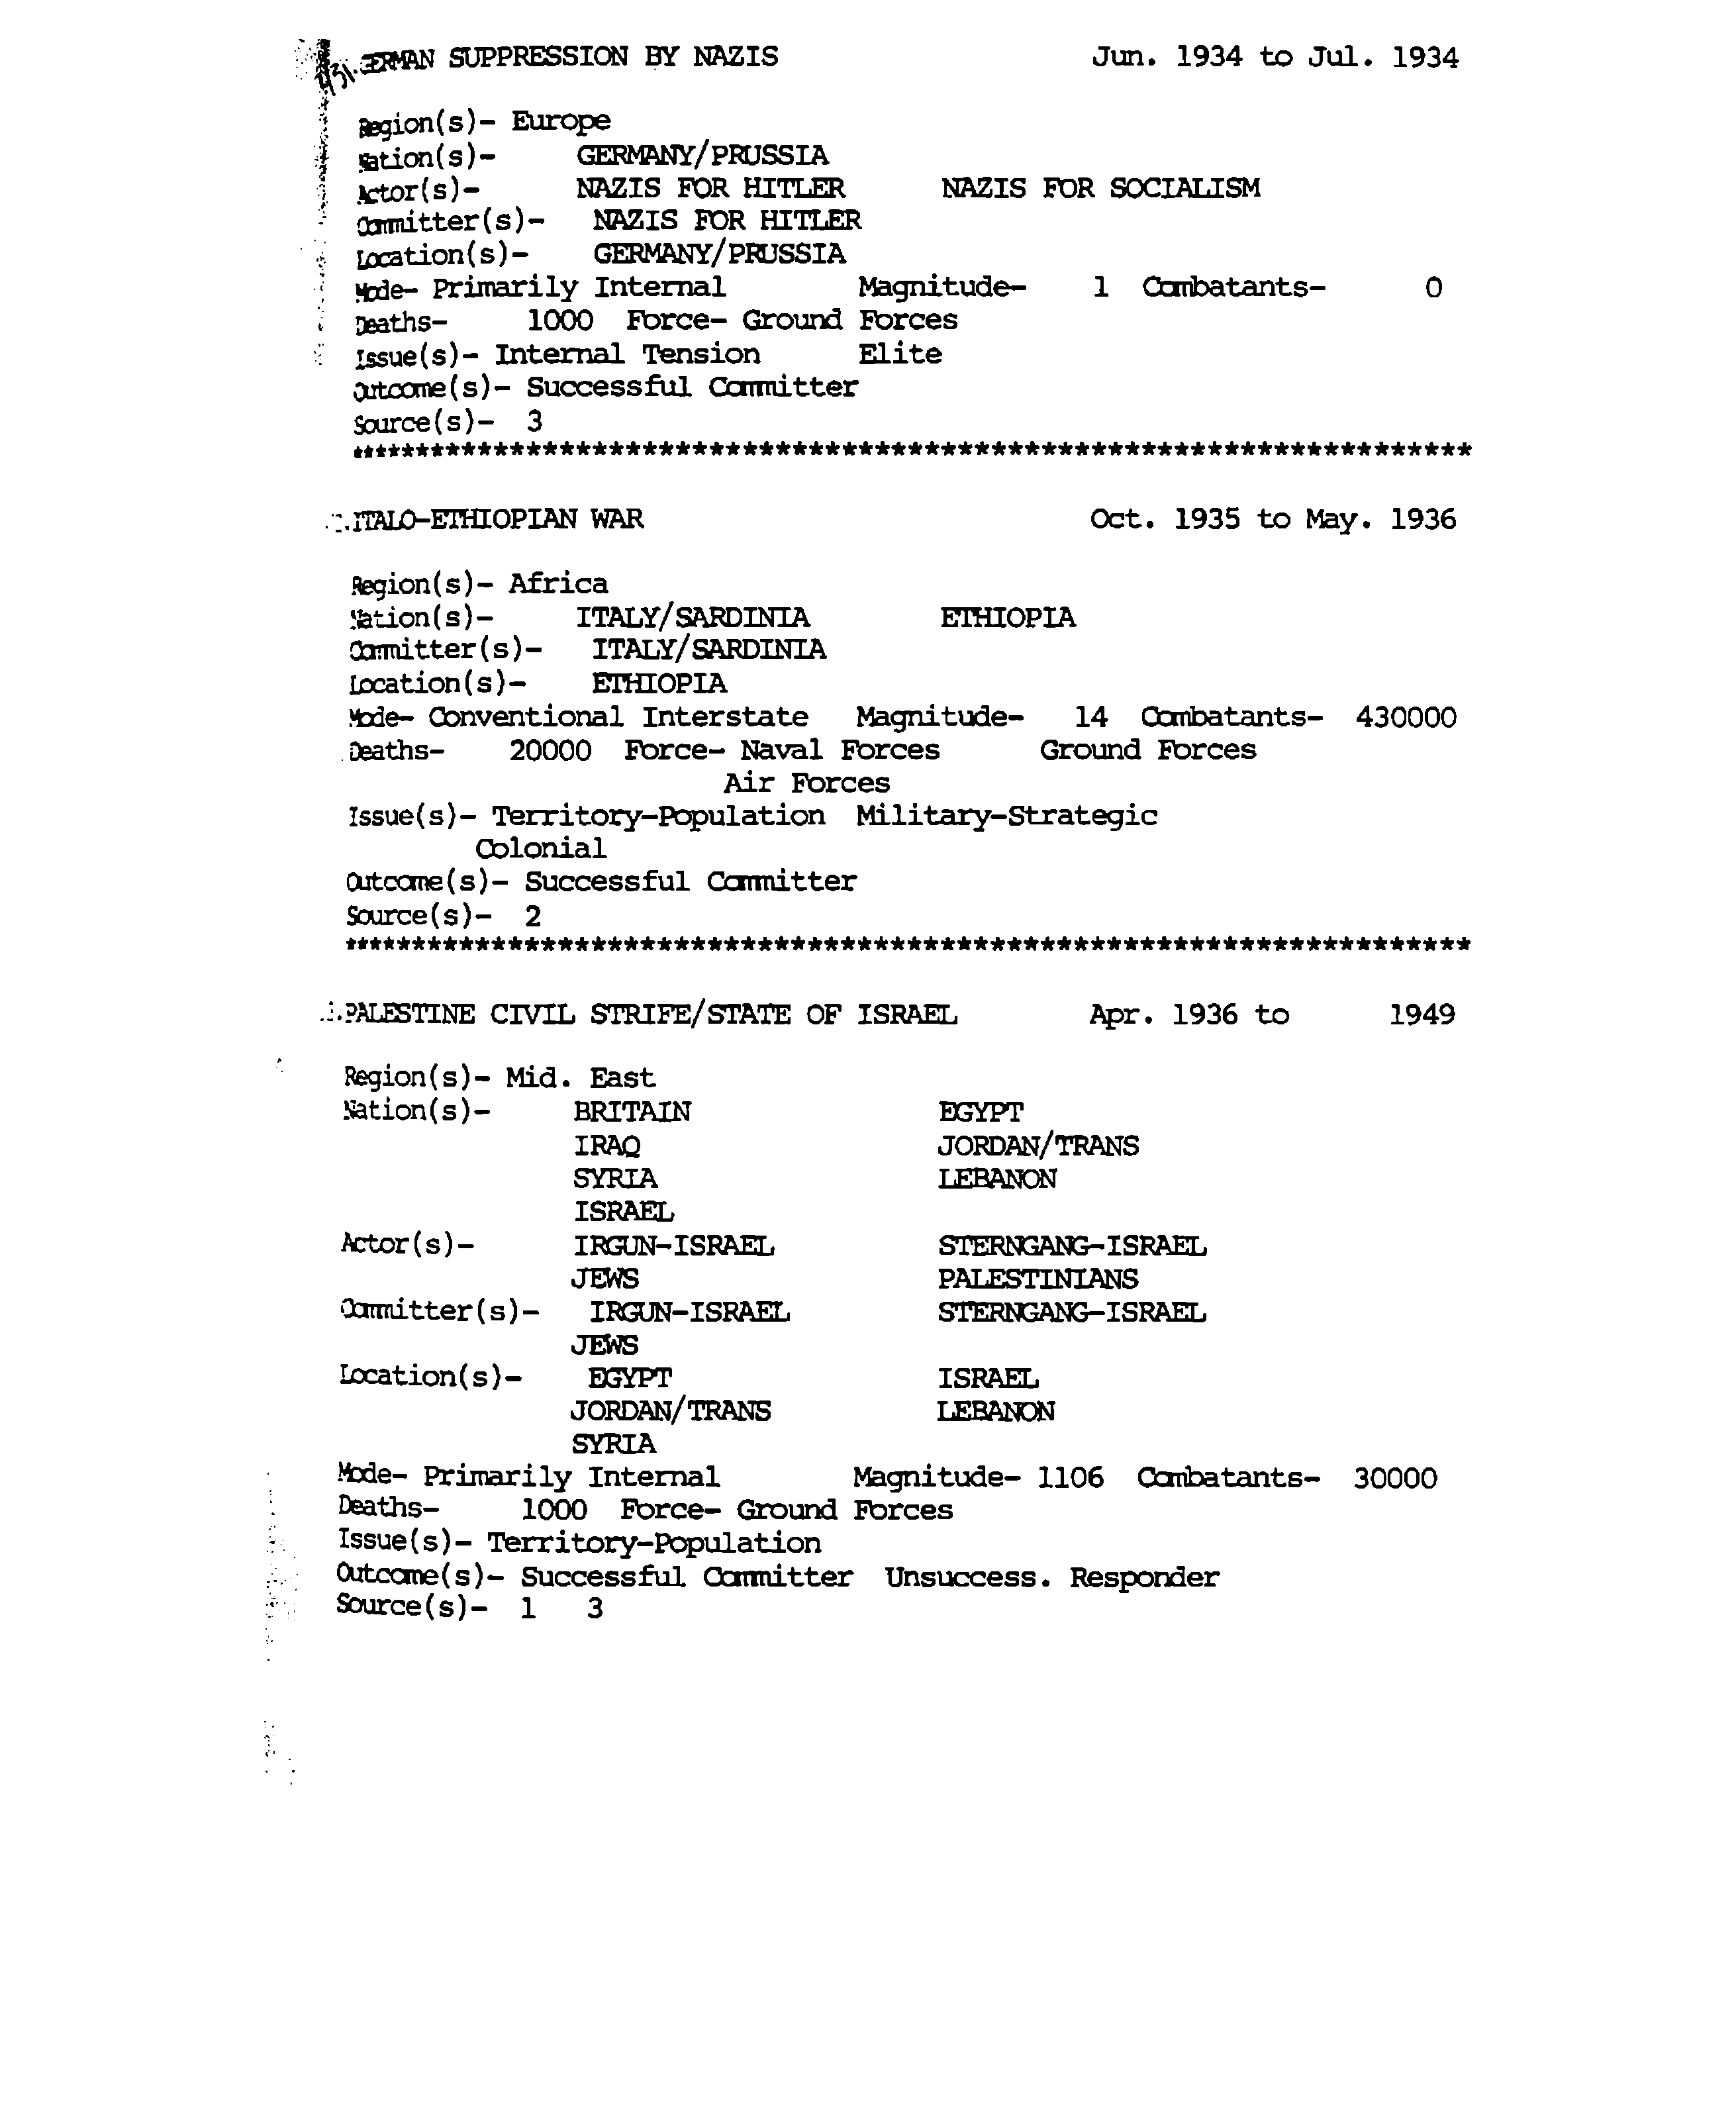 431. GERMAN SUPPRESSION BY NAZIS Jun. 1934 to Jul. 1934
Region(s)- Europe
Nation(s)- GERMANY/PRUSSIA
Actor(s)- NAZIS FOR HITLER NAZIS FOR SOCIALISM
Committer(s)- NAZIS FOR HITLER
Location(s)- GERMANY/PRUSSIA
Mode- Primarily Internal Magnitude- 1 Combatants- 0
Deaths- 1000 Force- Ground Forces
Issue(s)- Internal Tension Elite
Outcome(s)- Successful Committer
Source(s)- 3
********************************************************************
ITALO-ETHIOPIAN WAR Oct. 1935 to May. 1936
Region(s)- Africa
Nation(s)- ITALY/SARDINIA ETHIOPIA
Committer(s)- ITALY/SARDINIA
Location(s)- ETHIOPIA
Mode- Conventional Interstate Magnitude- 14 Combatants- 430000
Deaths- 20000 Force- Naval Forces Ground Forces
Air Forces
Issue(s)- Territory-Population Military-Strategic
Colonial
Outcome(s)- Successful Committer
Source(s)- 2
********************************************************************
PALESTINE CIVIL STRIFE/STATE OF ISRAEL Apr. 1936 to 1949
Region(s)- Mid. East
Nation(s)- BRITAIN EGYPT
IRAQ JORDAN/TRANS
SYRIA LEBANON
ISRAEL
Actor(s)- IRGUN-ISRAEL STERNGANG-ISRAEL
JEWS PALESTINIANS
Committer(s)- IRGUN-ISRAEL STERNGANG-ISRAEL
JEWS
Location(s)- EGYPT ISRAEL
JORDAN/TRANS LEBANON
SYRIA
Mode- Primarily Internal Magnitude- 1106 Combatants- 30000
Deaths- 1000 Force- Ground Forces
Issue(s)- Territory-Population
Outcome(s)- Successful Committer Unsuccess. Responder
Source(s)- 1 3